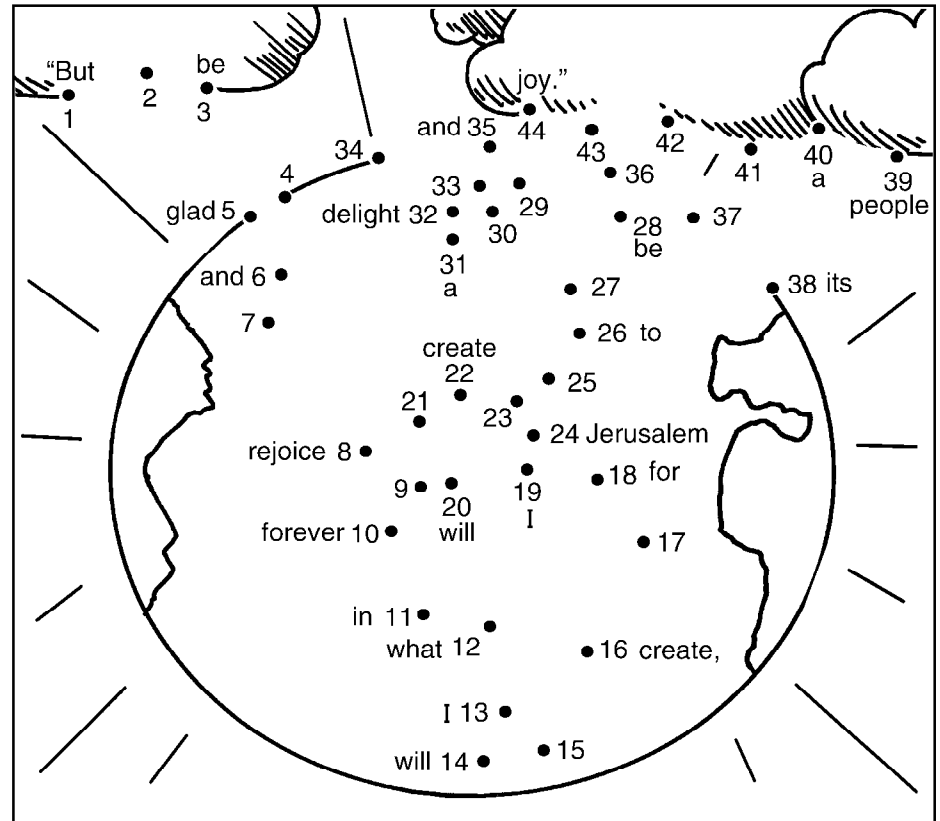 “But
1
2
be
3
4
glad 5
and 6
7
rejoice 8
9
forever 10
in 11
what 12
I 13
will 14
15
16 create,
17
18 for
19
I
20
will
21
create
22
23
24 Jerusalem
25
26 to
27
28
be
29
30
31
a
delight 32
33
34
and 35
36
37
38 its
39
people
40
a
41
42
43
joy.”
44